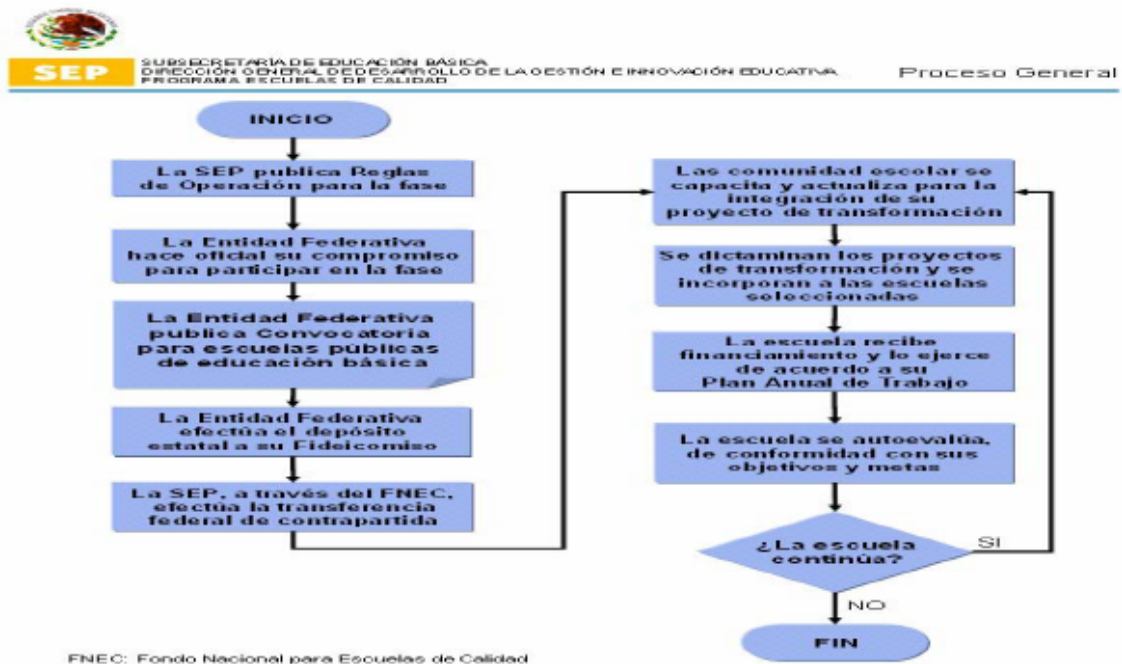 SEP
SUBSECRETARÍA DE EDUCACIÓN BÁSICA
DIRECCIÓN GENERAL DE DESARROLLO DE LA GESTIÓN E INNOVACIÓN EDUCATIVA
PROGRAMA ESCUELAS DE CALIDAD
Proceso General
INICIO
La SEP publica Reglas
de Operación para la fase
La Entidad Federativa
hace oficial su compromiso
para participar en la fase
La Entidad Federativa
publica Convocatoria
para escuelas públicas
de educación básica
La Entidad Federativa
efectúa el depósito
estatal a su Fideicomiso
La SEP, a través del FNEC,
efectúa la transferencia
federal de contrapartida
Las comunidad escolar se
capacita y actualiza para la
integración de su
proyecto de transformación
Se dictaminan los proyectos
de transformación y se
incorporan a las escuelas
seleccionadas
La escuela recibe
financiamiento y lo ejerce
de acuerdo a su
Plan Anual de Trabajo
La escuela se autoevalúa,
de conformidad con sus
objetivos y metas
¿La escuela
continúa?
SI
NO
FIN
FNEC: Fondo Nacional para Escuelas de Calidad